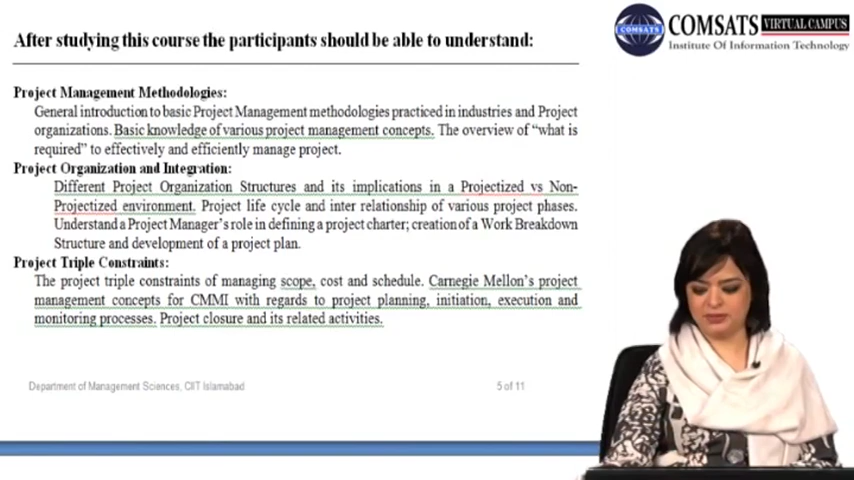 After studying this course the participants should be able to understand:
COMSATS
COMSATS VIRTUAL CAMPUS
Institute Of Information Technology
Project Management Methodologies:
General introduction to basic Project Management methodologies practiced in industries and Project
organizations. Basic knowledge of various project management concepts. The overview of “what is
required” to effectively and efficiently manage project.
Project Organization and Integration:
Different Project Organization Structures and its implications in a Projectized vs Non-
Projectized environment. Project life cycle and inter relationship of various project phases.
Understand a Project Manager’s role in defining a project charter; creation of a Work Breakdown
Structure and development of a project plan.
Project Triple Constraints:
The project triple constraints of managing scope, cost and schedule. Carnegie Mellon’s project
management concepts for CMMI with regards to project planning, initiation, execution and
monitoring processes. Project closure and its related activities.
Department of Management Sciences, CIIT Islamabad
5 of 11